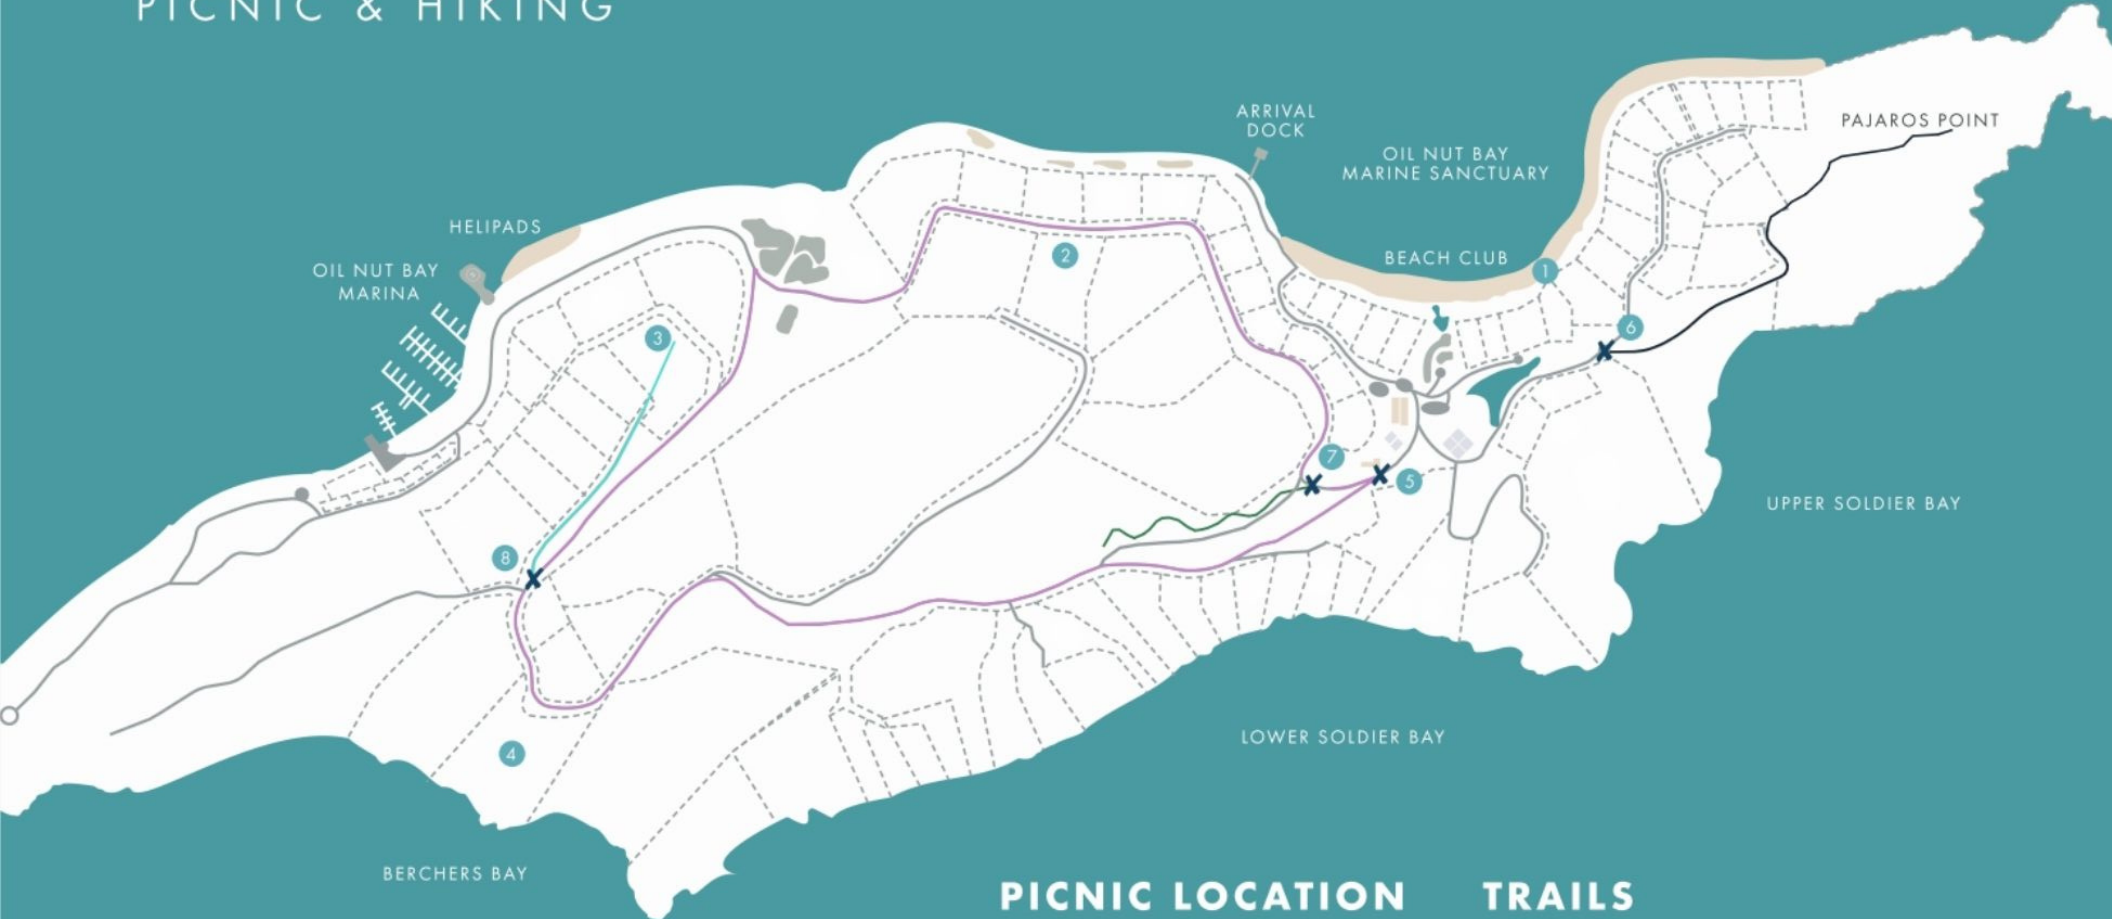 PICNIC & HIKING
ARRIVAL
DOCK
PAJAROS POINT
OIL NUT BAY
MARINE SANCTUARY
HELIPADS
OIL NUT BAY
MARINA
BEACH CLUB
1
2
3
6
7
5
8
4
UPPER SOLDIER BAY
LOWER SOLDIER BAY
BERCHERS BAY
PICNIC LOCATION
TRAILS